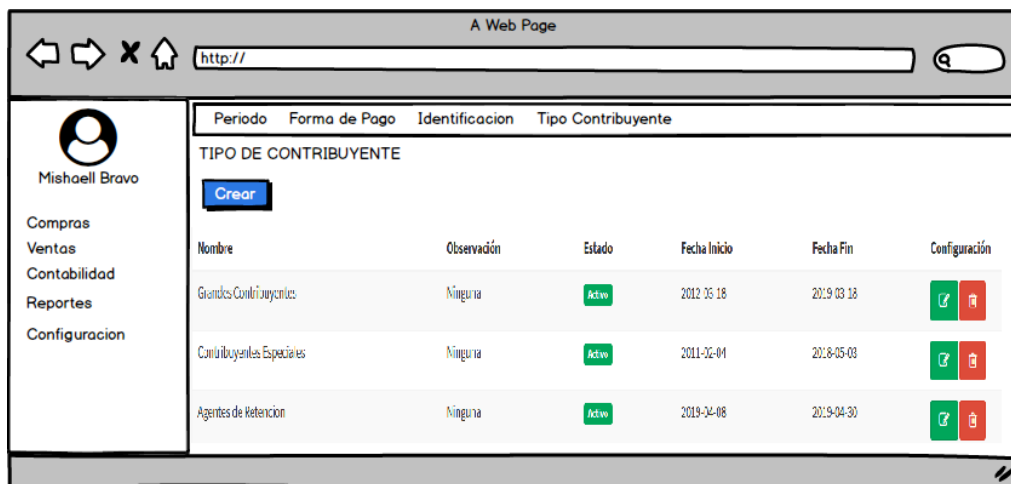 A Web Page
http://
Periodo Forma de Pago Identificacion Tipo Contribuyente
TIPO DE CONTRIBUYENTE
Mishaell Bravo
Crear
Compras
Ventas
Contabilidad
Reportes
Configuracion
Nombre Observación Estado Fecha Inicio Fecha Fin Configuración
Grandes Contribuyentes Ninguna Activo 2012-03-18 2019-03-18
Contribuyentes Especiales Ninguna Activo 2011-02-04 2018-05-03
Agentes de Retencion Ninguna Activo 2019-04-08 2019-04-30